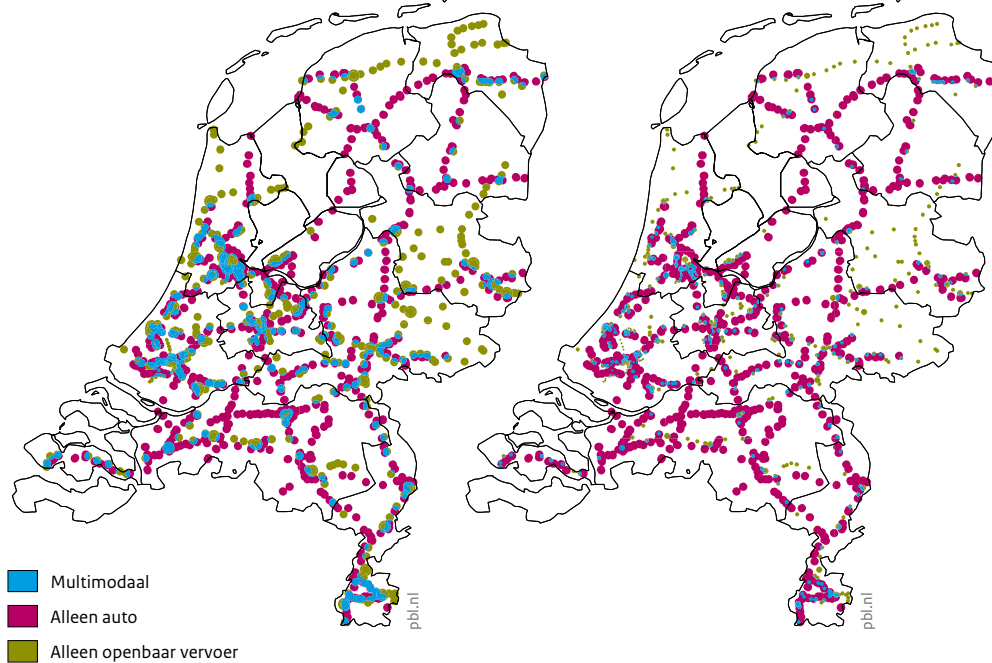 Multimodaal
Alleen auto
Alleen openbaar vervoer
pbl.nl
pbl.nl